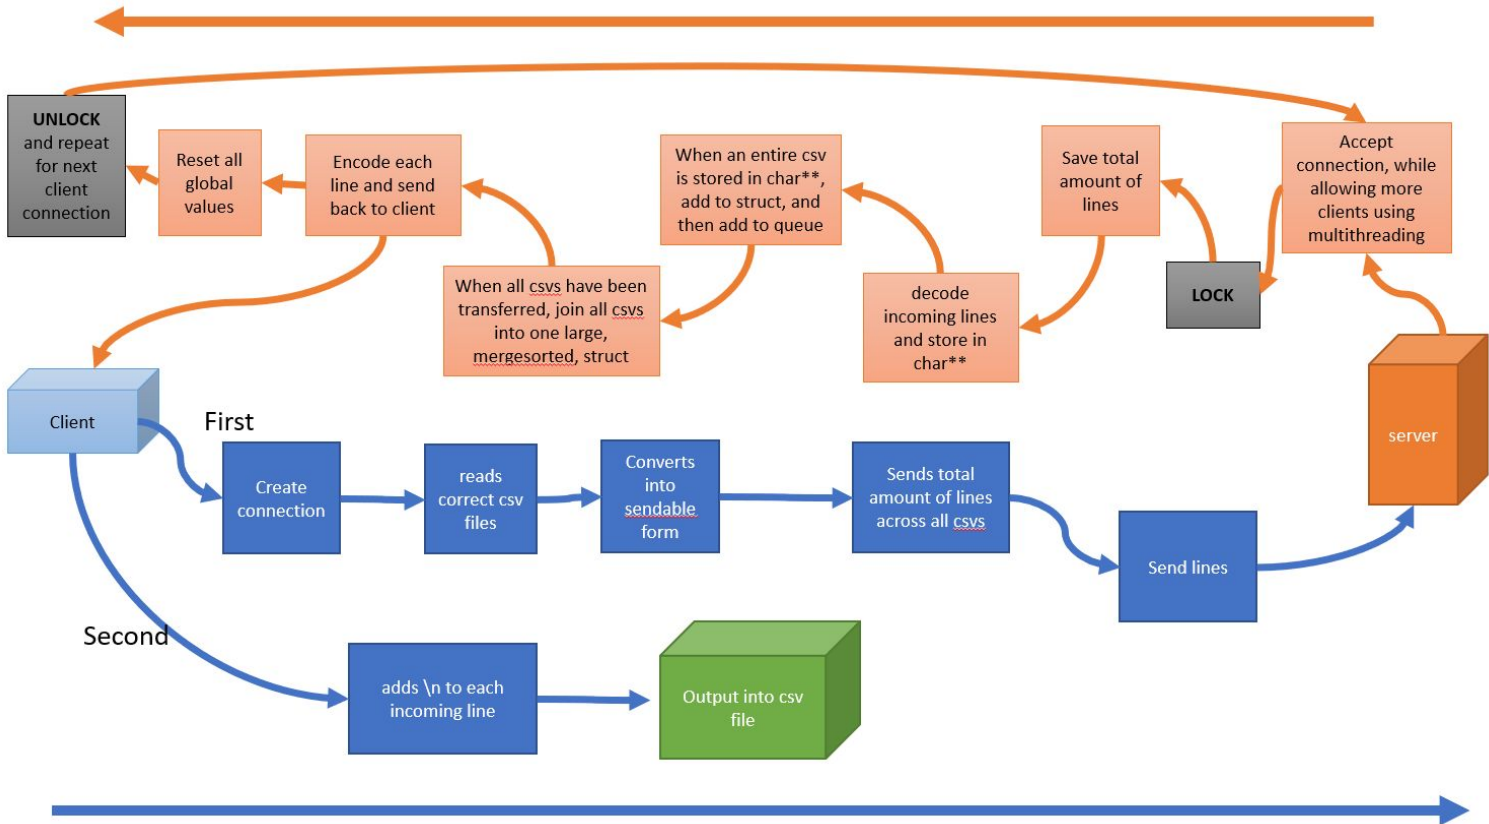 UNLOCK
and repeat
for next
client
connection
Reset all
global
values
Encode each
line and send
back to client
When all csvs have been
transferred, join all csvs
into one large,
mergesorted, struct
When an entire csv
is stored in char**,
add to struct, and
then add to queue
decode
incoming lines
and store in
char**
Save total
amount of
lines
LOCK
Accept
connection, while
allowing more
clients using
multithreading
server
Client
First
Create
connection
reads
correct csv
files
Converts
into
sendable
form
Sends total
amount of lines
across all csvs
Send lines
Second
adds \n to each
incoming line
Output into csv
file